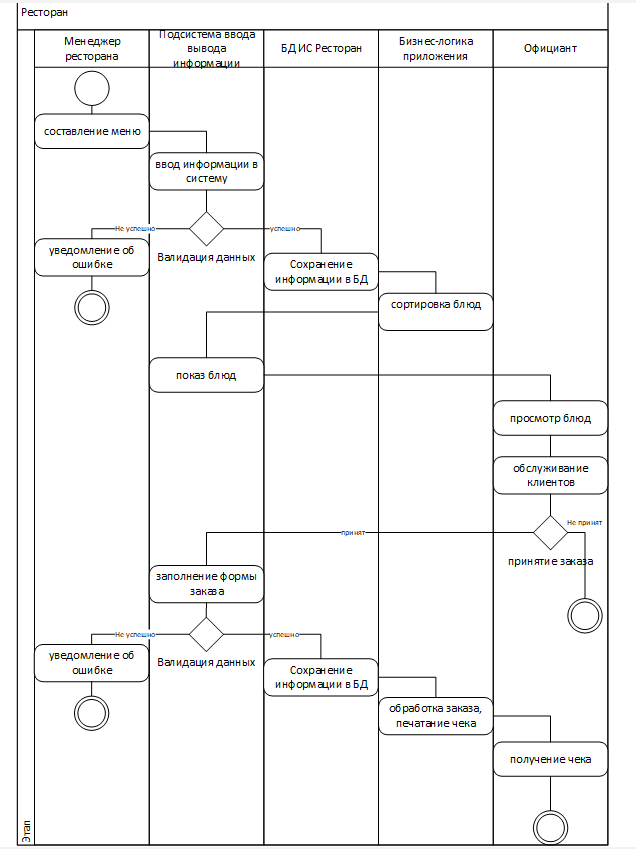 Ресторан
Менеджер
ресторана
Подсистема ввода
вывода
информации
БД ИС Ресторан
Бизнес-логика
приложения
Официант
составление меню
ввод информации в
систему
Не успешно
успешно
Валидация данных
уведомление об
ошибке
Сохранение
информации в БД
сортировка блюд
показ блюд
просмотр блюд
обслуживание
клиентов
Не принят
принят
принятие заказа
заполнение формы
заказа
Не успешно
успешно
Валидация данных
уведомление об
ошибке
Сохранение
информации в БД
обработка заказа,
печатание чека
получение чека
Этап